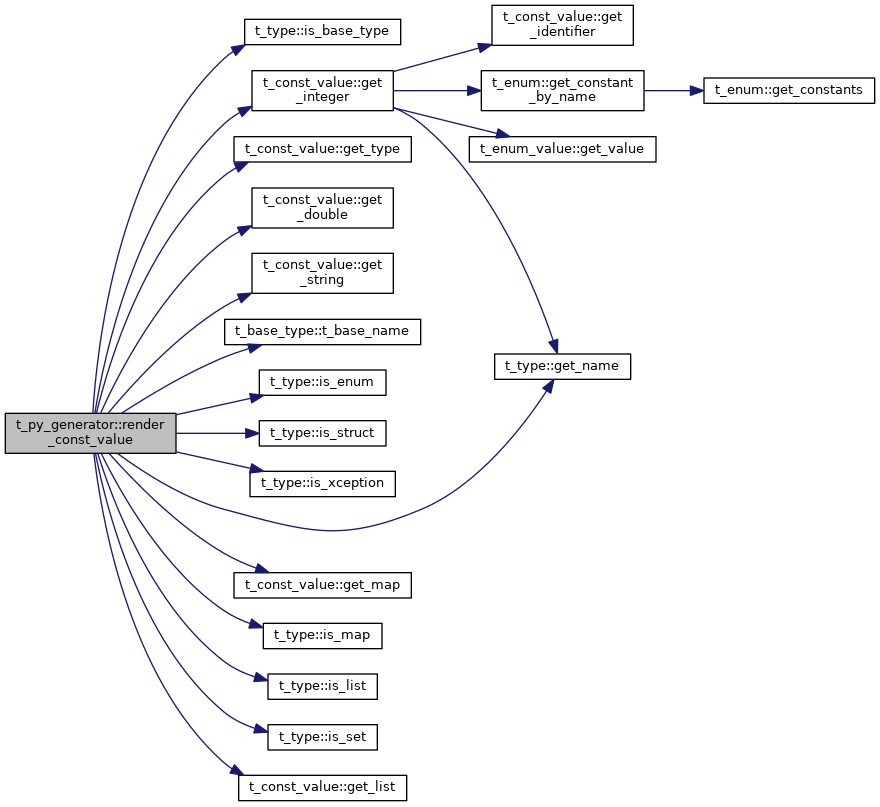 t_type::is_base_type
t_const_value::get
_integer
t_const_value::get_type
t_const_value::get
_double
t_const_value::get
_string
t_base_type::t_base_name
t_type::is_enum
t_py_generator::render
_const_value
t_type::is_struct
t_type::is_xception
t_const_value::get_map
t_type::is_map
t_type::is_list
t_type::is_set
t_const_value::get_list
t_const_value::get
_identifier
t_enum::get_constant
_by_name
t_enum_value::get_value
t_type::get_name
t_enum::get_constants